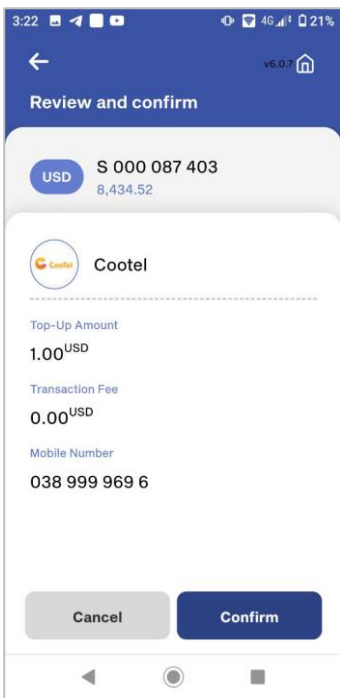 3:22 4G 21%
v6.0.7
Review and confirm
USD S 000 087 403
8,434.52
Cootel Cootel
Top-Up Amount
1.00USD
Transaction Fee
0.00USD
Mobile Number
038 999 969 6
Cancel Confirm